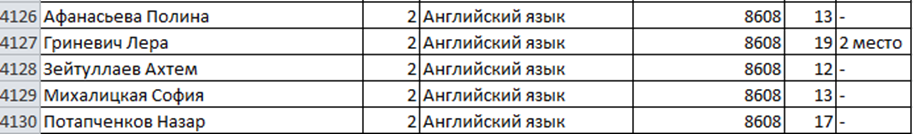 4126 Афанасьева Полина 2 Английский язык 8608 13 -
4127 Гриневич Лера 2 Английский язык 8608 19 2 место
4128 Зейтуллаев Ахтем 2 Английский язык 8608 12 -
4129 Михалицкая София 2 Английский язык 8608 13 -
4130 Потапченков Назар 2 Английский язык 8608 17 -